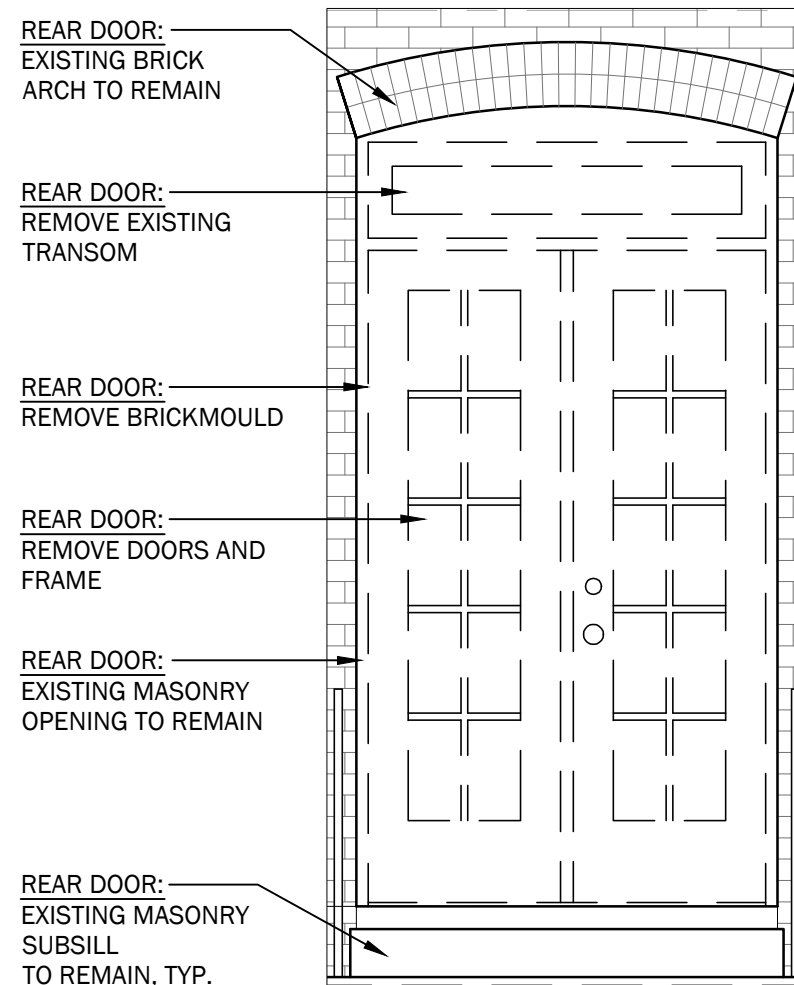 REAR DOOR:
EXISTING BRICK
ARCH TO REMAIN
REAR DOOR:
REMOVE EXISTING
TRANSOM
REAR DOOR:
REMOVE BRICKMOULD
REAR DOOR:
REMOVE DOORS AND
FRAME
REAR DOOR:
EXISTING MASONRY
OPENING TO REMAIN
REAR DOOR:
EXISTING MASONRY
SUBSILL
TO REMAIN, TYP.